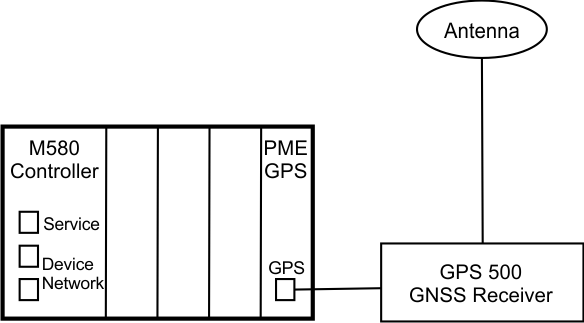 Antenna
M580
Controller
PME
GPS
Service
Device
Network
GPS
GPS 500
GNSS Receiver